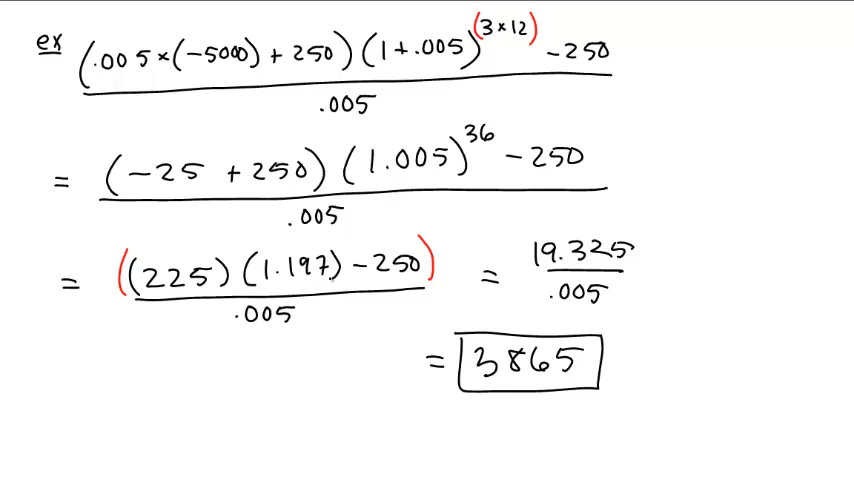 ex (.005×(-5000)+250)(1+.005)^(3×12) -250
.005
= (-25 +250)(1.005)^36 -250
.005
= ((225)(1.197)-250) = 19.325
.005 .005
= 3865